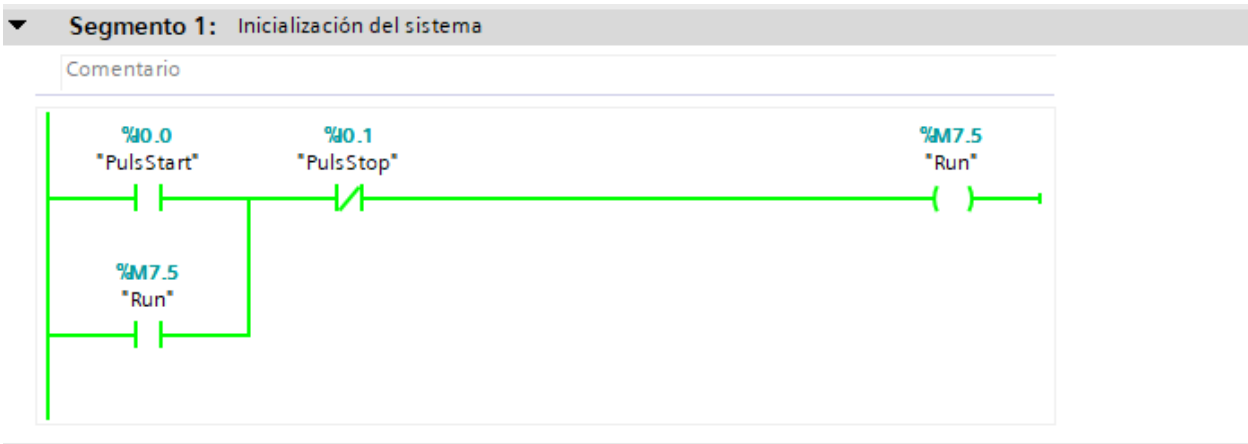 Segmento 1: Inicialización del sistema
Comentario
%I0.0 %I0.1 %M7.5
"PulsStart" "PulsStop" "Run"
%M7.5
"Run"